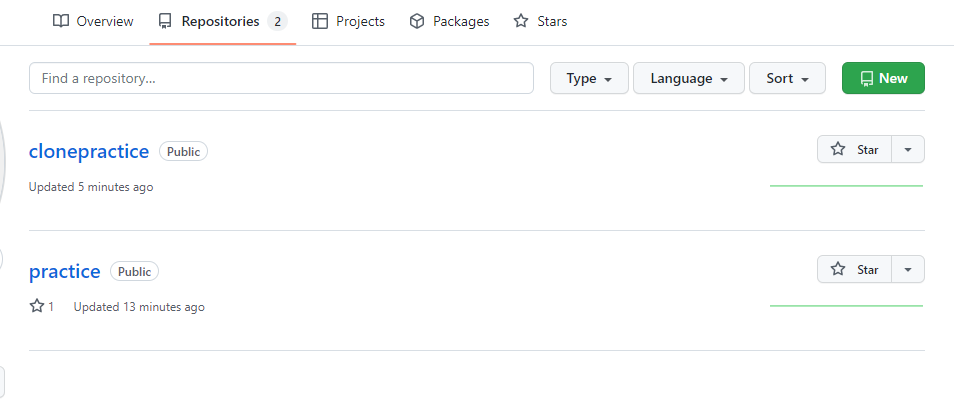 Overview Repositories 2 Projects Packages Stars
Find a repository... Type Language Sort New
clonepractice Public Star
Updated 5 minutes ago
practice Public Star
1 Updated 13 minutes ago